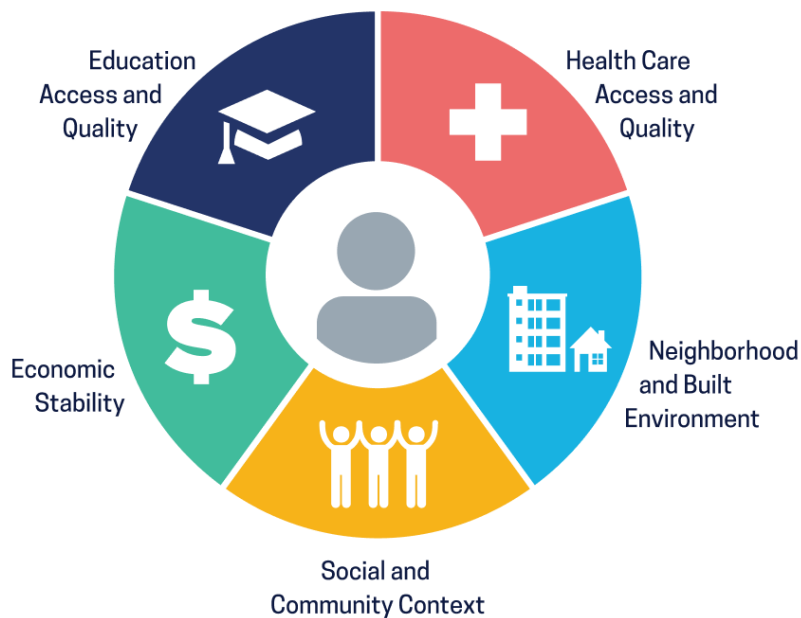 Education
Access and
Quality
Health Care
Access and
Quality
Economic
Stability
Neighborhood
and Built
Environment
Social and
Community Context